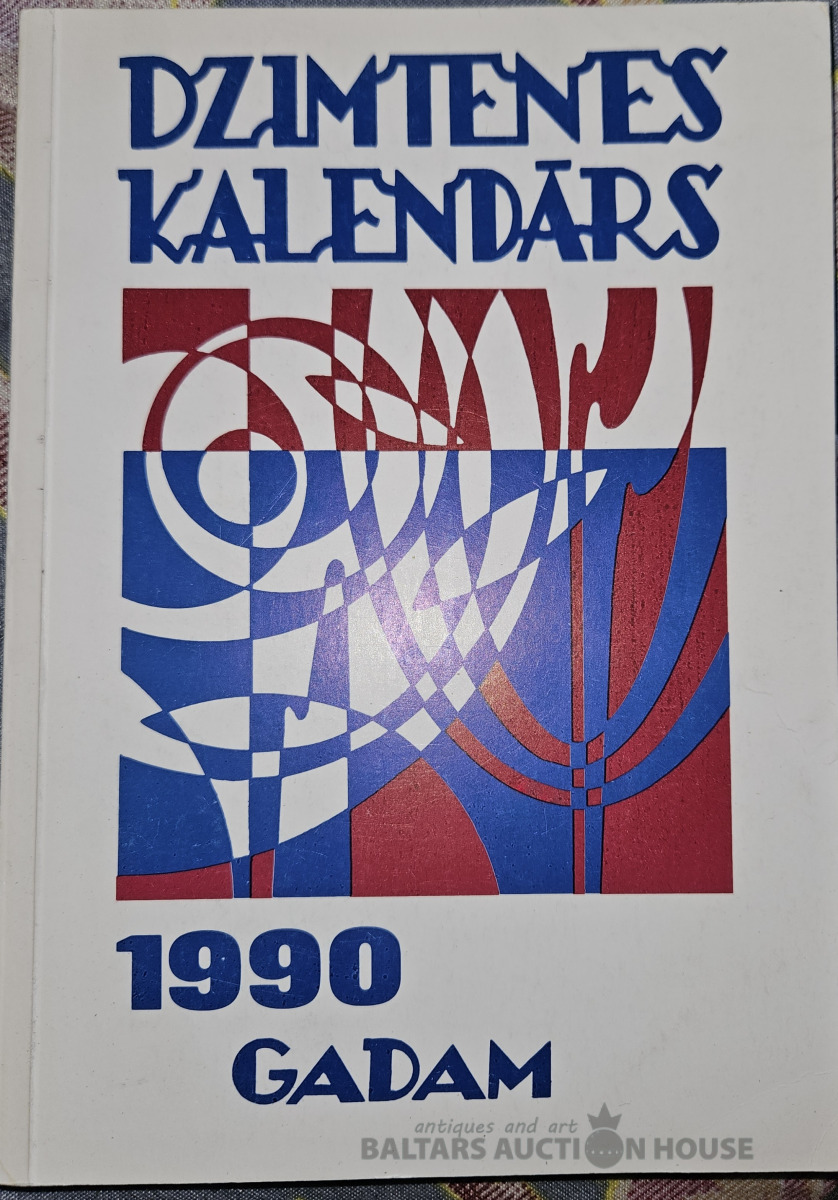 DZIMTENES
KALENDĀRS
1990
GADAM
antiques and art
BALTARS AUCTION HOUSE